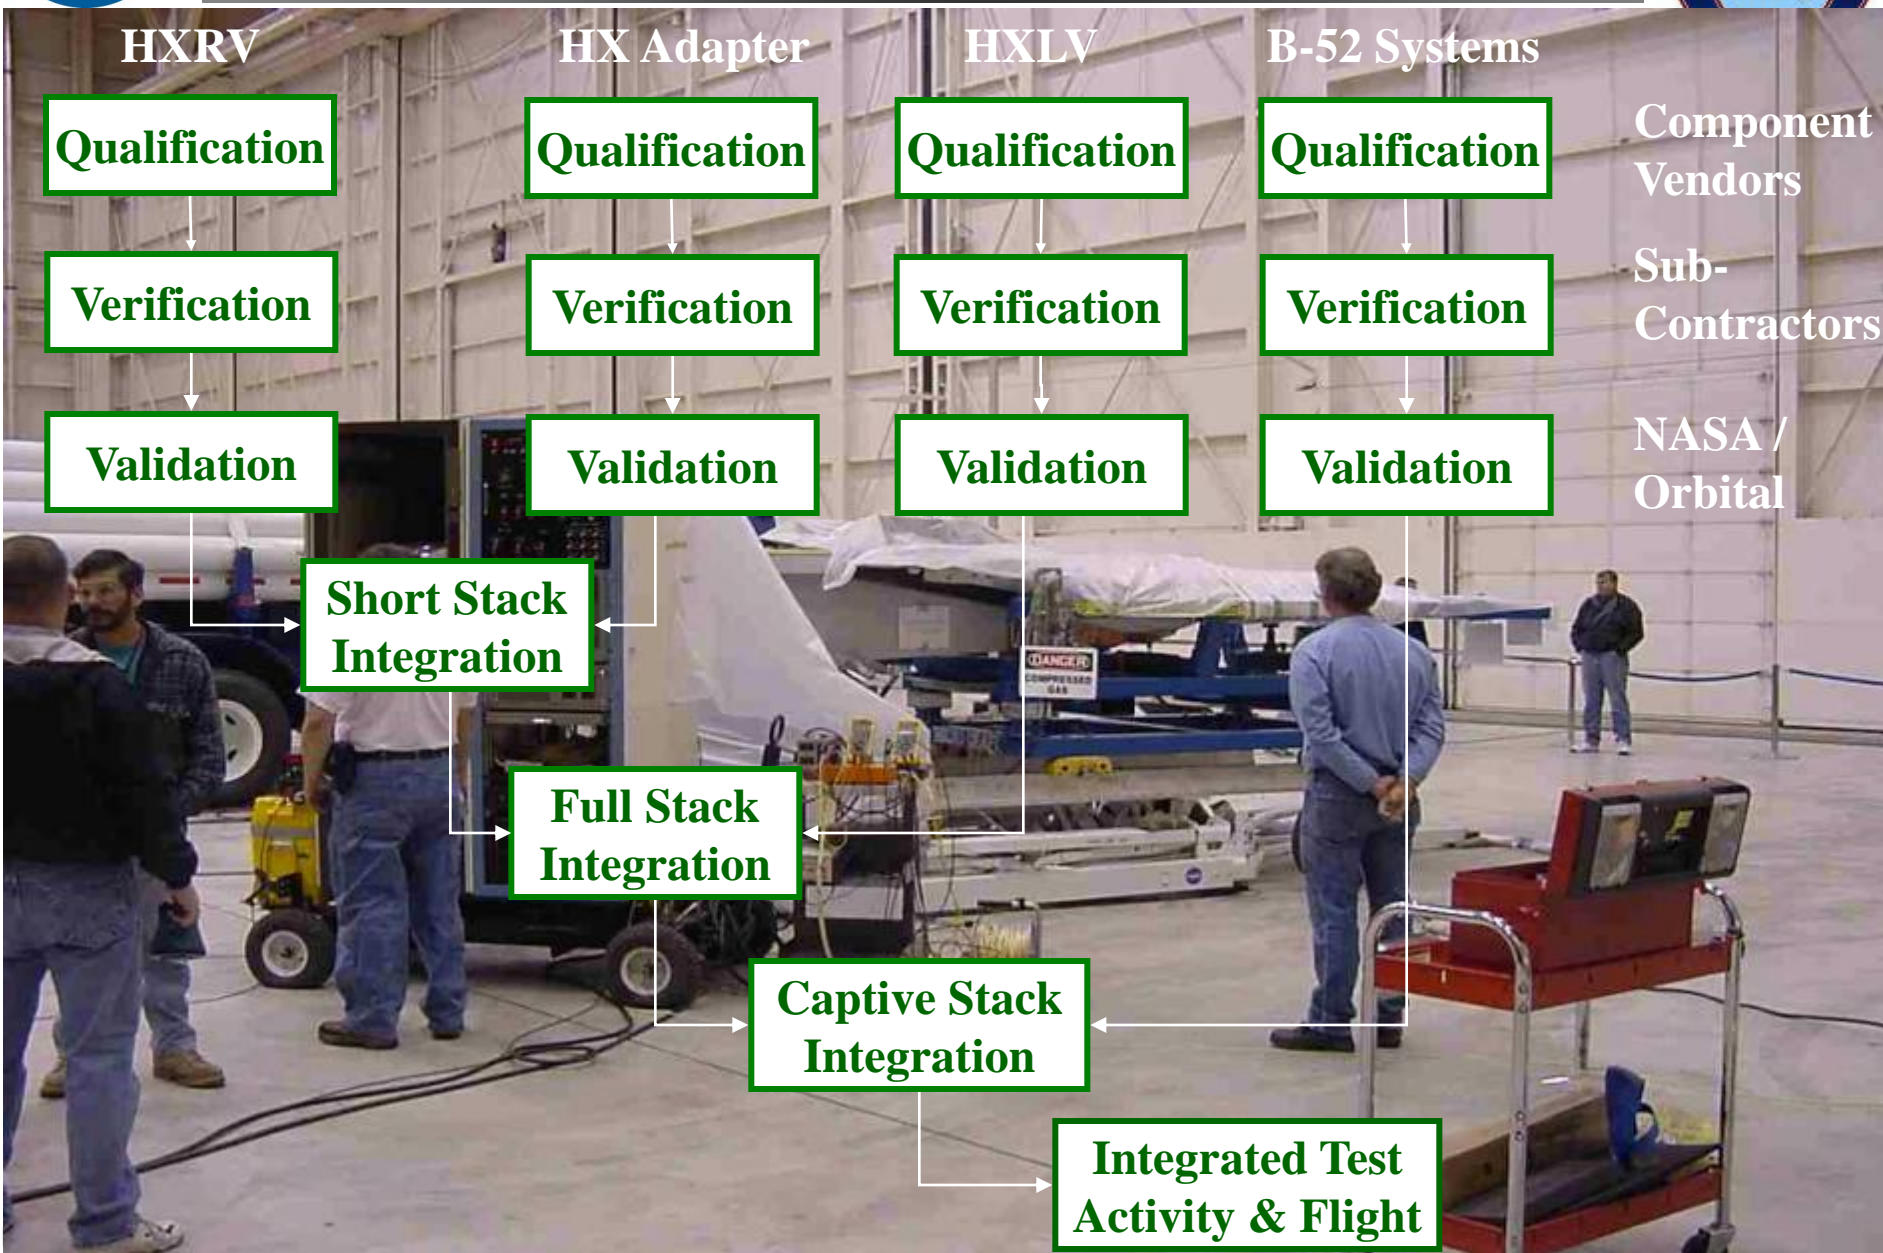 HXRV
HX Adapter
HXLV
B-52 Systems
Qualification
Qualification
Qualification
Qualification
Component
Vendors
Verification
Verification
Verification
Verification
Sub-
Contractors
Validation
Validation
Validation
Validation
NASA /
Orbital
Short Stack
Integration
DANGER
COMPRESSED
GAS
Full Stack
Integration
Captive Stack
Integration
Integrated Test
Activity & Flight